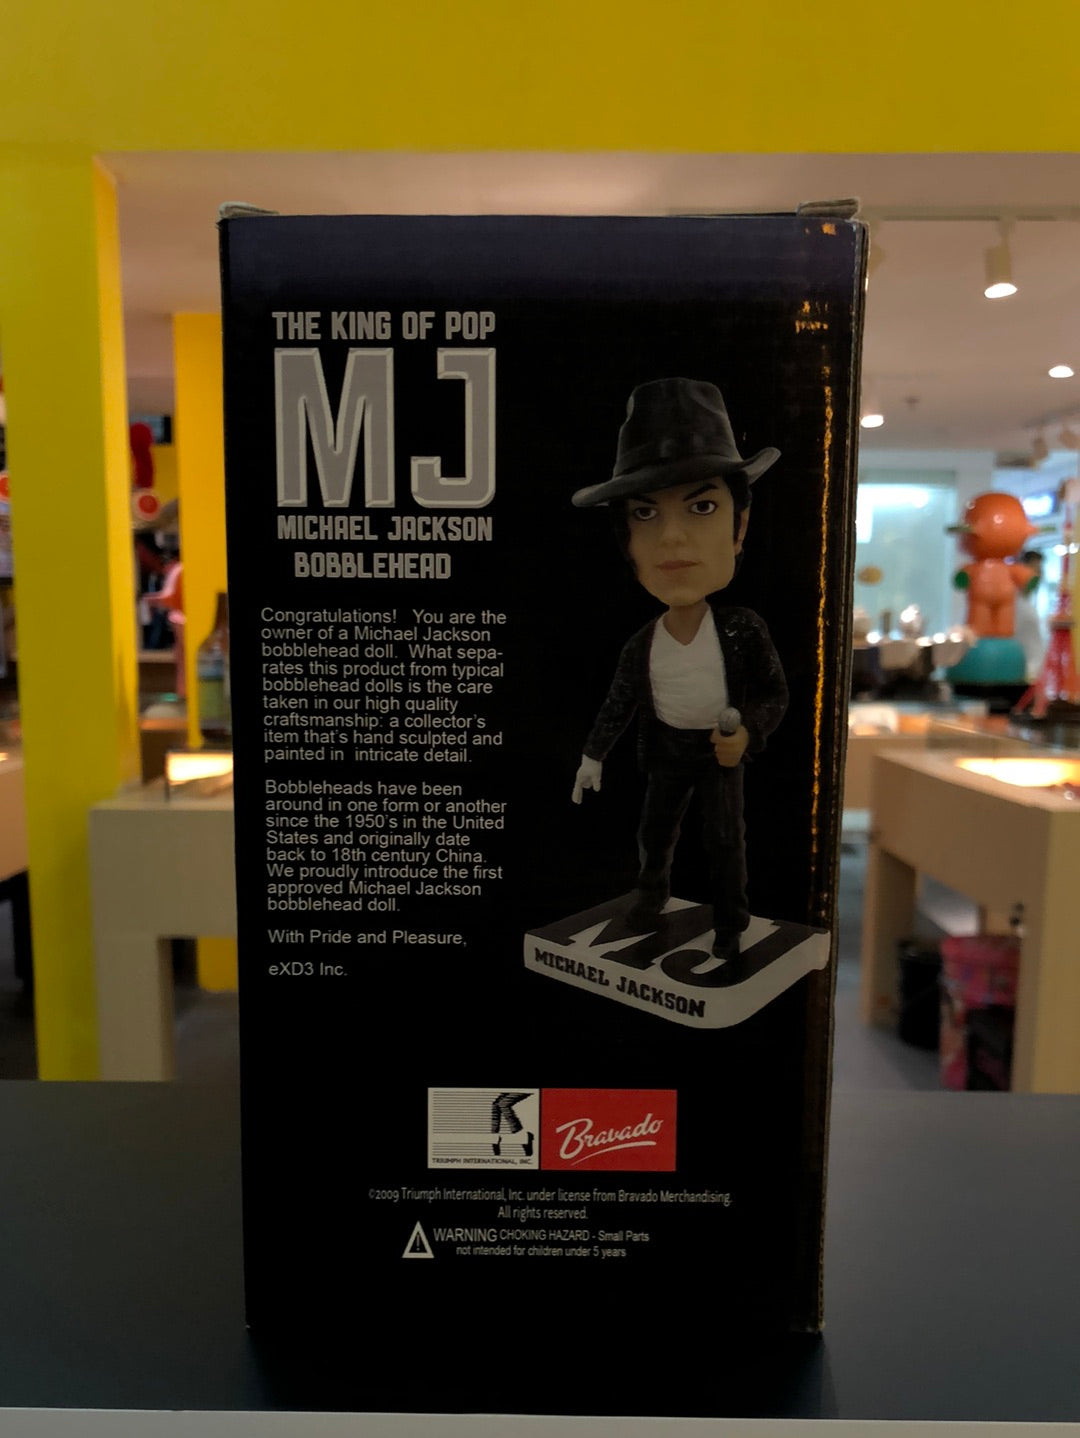 THE KING OF POP
MJ
MICHAEL JACKSON
BOBBLEHEAD
Congratulations! You are the
owner of a Michael Jackson
bobblehead doll. What sepa-
rates this product from typical
bobblehead dolls is the care
taken in our high quality
craftsmanship: a collector's
item that's hand sculpted and
painted in intricate detail.
Bobbleheads have been
around in one form or another
since the 1950's in the United
States and originally date
back to 18th century China.
We proudly introduce the first
approved Michael Jackson
bobblehead doll.
With Pride and Pleasure,
eXD3 Inc.
MJ
MICHAEL JACKSON
TRIUMPH INTERNATIONAL, INC.
Bravado
©2009 Triumph International, Inc. under license from Bravado Merchandising.
All rights reserved.
WARNING CHOKING HAZARD - Small Parts
not intended for children under 5 years